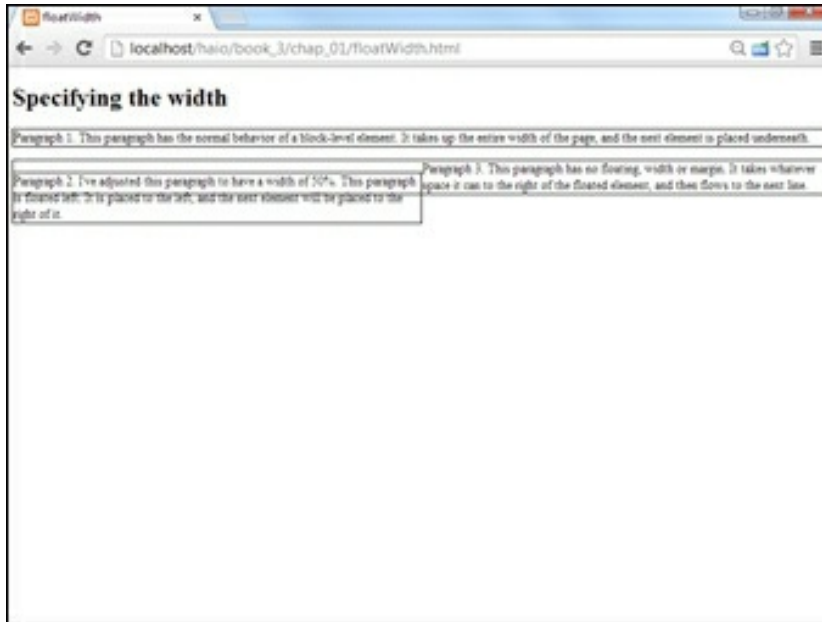 floatWidth
localhost/haio/book_3/chap_01/floatWidth.html
Specifying the width
Paragraph 1. This paragraph has the normal behavior of a block-level element. It takes up the entire width of the page, and the next element is placed underneath.
Paragraph 2. I've adjusted this paragraph to have a width of 50%. This paragraph
is floated left. It is placed to the left, and the next element will be placed to the
right of it.
Paragraph 3. This paragraph has no floating, width or margin. It takes whatever
space it can to the right of the floated element, and then flows to the next line.